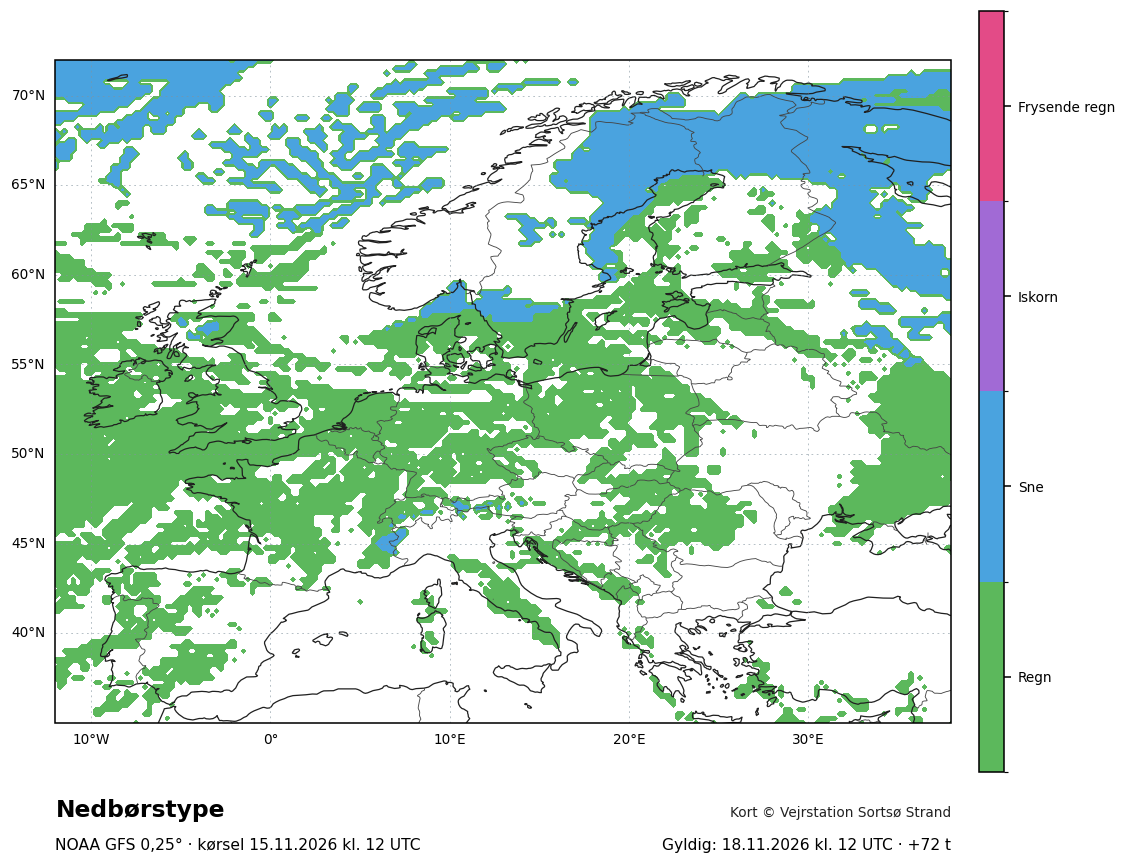 Frysende regn
Iskorn
Sne
Regn
70°N
65°N
60°N
55°N
50°N
45°N
40°N
10°W
0°
10°E
20°E
30°E
Nedbørstype
Kort © Vejrstation Sortsø Strand
NOAA GFS 0,25° · kørsel 15.11.2026 kl. 12 UTC
Gyldig: 18.11.2026 kl. 12 UTC · +72 t